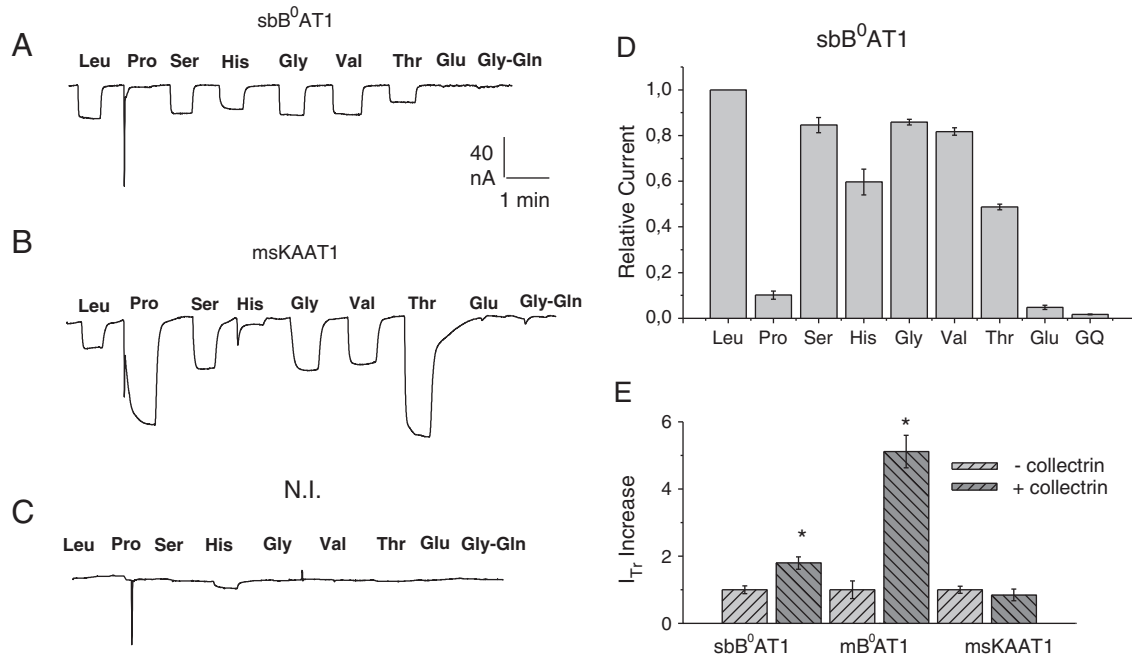 A
sbB⁰AT1
Leu Pro Ser His Gly Val Thr Glu Gly-Gln
40
nA
1 min
B
msKAAT1
Leu Pro Ser His Gly Val Thr Glu Gly-Gln
C
N.I.
Leu Pro Ser His Gly Val Thr Glu Gly-Gln
D
sbB⁰AT1
Relative Current
1,0
0,8
0,6
0,4
0,2
0,0
Leu Pro Ser His Gly Val Thr Glu GQ
E
I_Tr Increase
6
4
2
0
*
*
- collectrin
+ collectrin
sbB⁰AT1 mB⁰AT1 msKAAT1